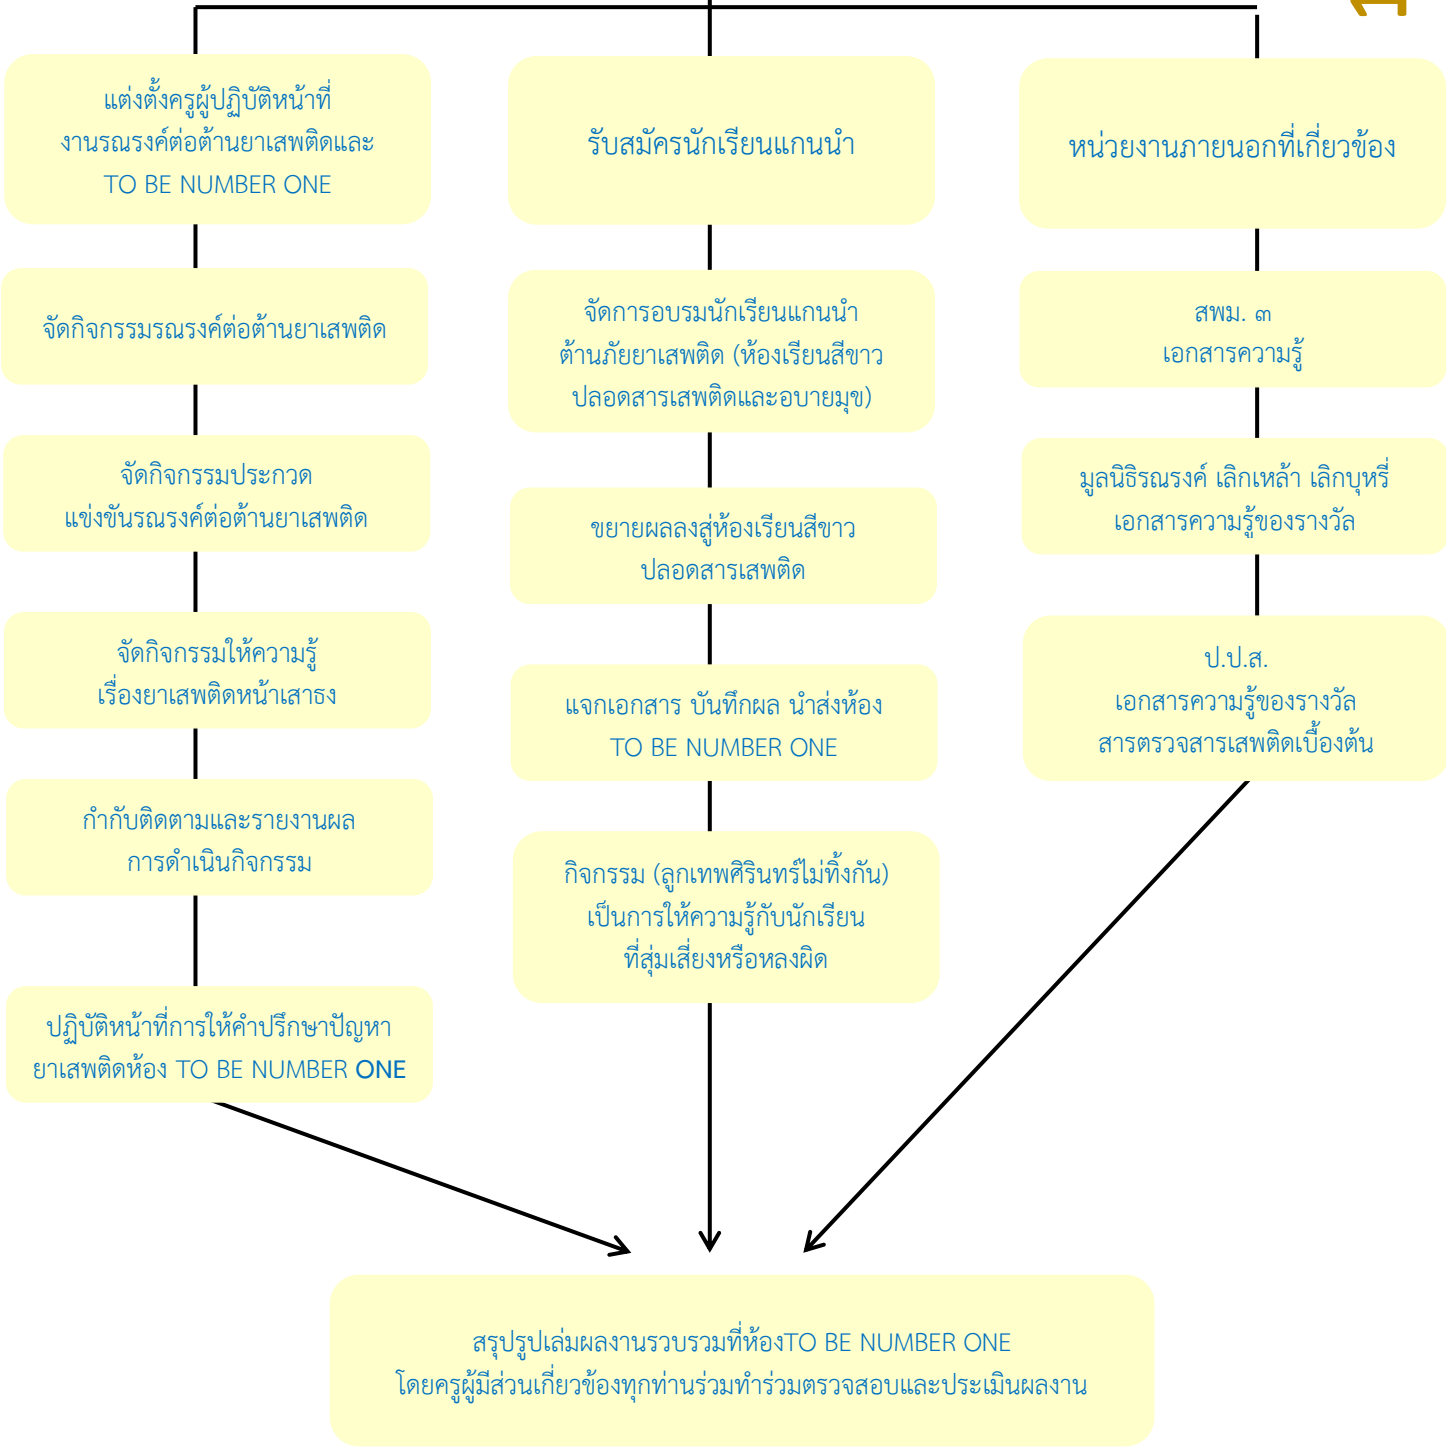 แต่งตั้งครูผู้ปฏิบัติหน้าที่
งานรณรงค์ต่อต้านยาเสพติดและ
TO BE NUMBER ONE
จัดกิจกรรมรณรงค์ต่อต้านยาเสพติด
จัดกิจกรรมประกวด
แข่งขันรณรงค์ต่อต้านยาเสพติด
จัดกิจกรรมให้ความรู้
เรื่องยาเสพติดหน้าเสาธง
กำกับติดตามและรายงานผล
การดำเนินกิจกรรม
ปฏิบัติหน้าที่การให้คำปรึกษาปัญหา
ยาเสพติดห้อง TO BE NUMBER ONE
รับสมัครนักเรียนแกนนำ
จัดการอบรมนักเรียนแกนนำ
ต้านภัยยาเสพติด (ห้องเรียนสีขาว
ปลอดสารเสพติดและอบายมุข)
ขยายผลลงสู่ห้องเรียนสีขาว
ปลอดสารเสพติด
แจกเอกสาร บันทึกผล นำส่งห้อง
TO BE NUMBER ONE
กิจกรรม (ลูกเทพศิรินทร์ไม่ทิ้งกัน)
เป็นการให้ความรู้กับนักเรียน
ที่สุ่มเสี่ยงหรือหลงผิด
หน่วยงานภายนอกที่เกี่ยวข้อง
สพม. ๓
เอกสารความรู้
มูลนิธิรณรงค์ เลิกเหล้า เลิกบุหรี่
เอกสารความรู้ของรางวัล
ป.ป.ส.
เอกสารความรู้ของรางวัล
สารตรวจสารเสพติดเบื้องต้น
สรุปรูปเล่มผลงานรวบรวมที่ห้องTO BE NUMBER ONE
โดยครูผู้มีส่วนเกี่ยวข้องทุกท่านร่วมทำร่วมตรวจสอบและประเมินผลงาน